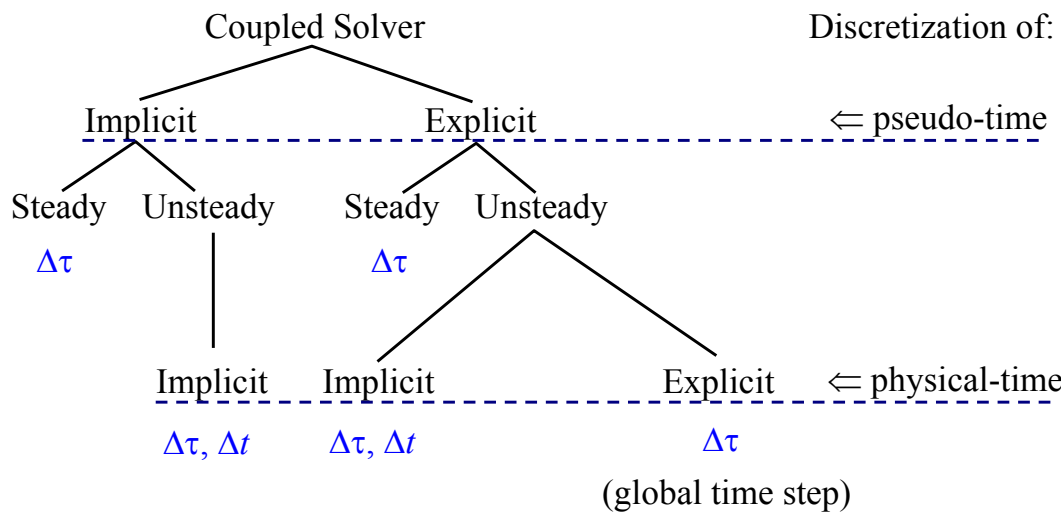 Coupled Solver Discretization of:
Implicit Explicit ⇐ pseudo-time
Steady Unsteady Steady Unsteady
Δτ Δτ
Implicit Implicit Explicit ⇐ physical-time
Δτ, Δt Δτ, Δt Δτ
(global time step)